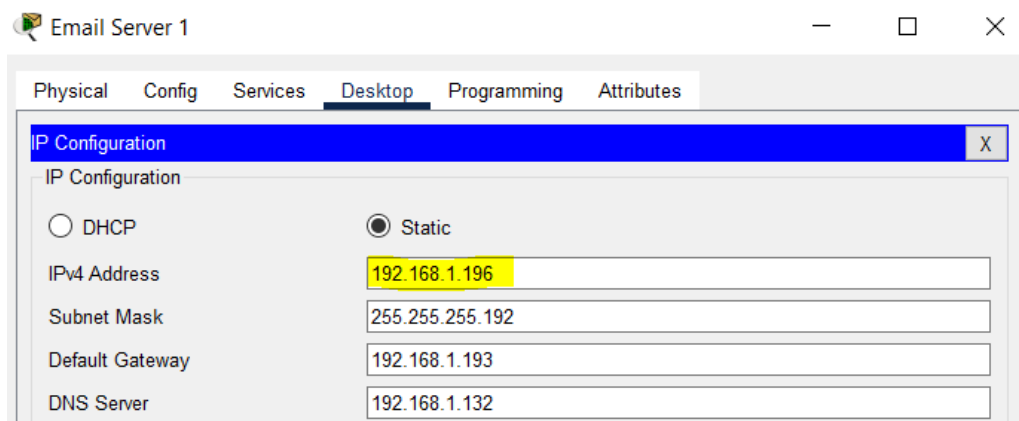 Email Server 1
Physical Config Services Desktop Programming Attributes
IP Configuration X
IP Configuration
DHCP Static
IPv4 Address 192.168.1.196
Subnet Mask 255.255.255.192
Default Gateway 192.168.1.193
DNS Server 192.168.1.132